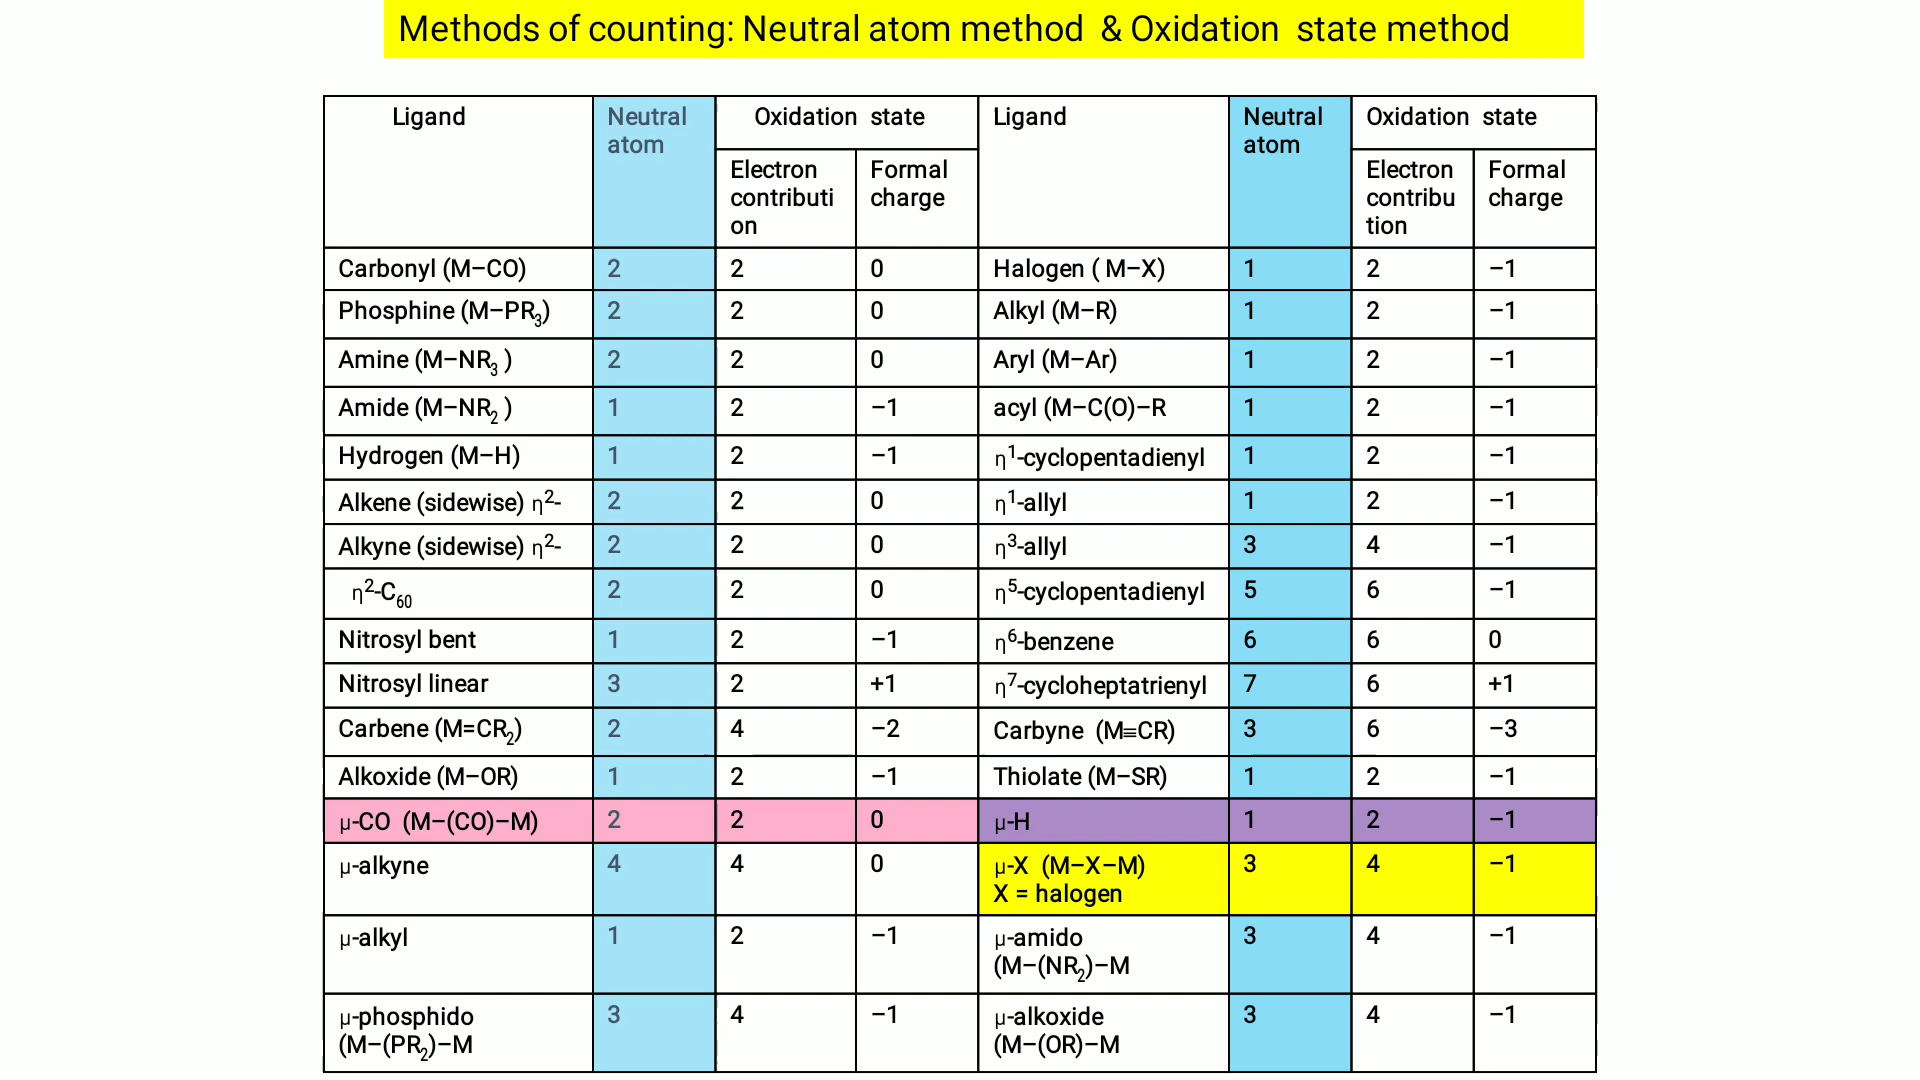 Methods of counting: Neutral atom method & Oxidation state method
Ligand Neutral atom Oxidation state Ligand Neutral atom Oxidation state
Electron contributi on Formal charge Electron contribu tion Formal charge
Carbonyl (M–CO) 2 2 0 Halogen ( M–X) 1 2 –1
Phosphine (M–PR₃) 2 2 0 Alkyl (M–R) 1 2 –1
Amine (M–NR₃ ) 2 2 0 Aryl (M–Ar) 1 2 –1
Amide (M–NR₂ ) 1 2 –1 acyl (M–C(O)–R 1 2 –1
Hydrogen (M–H) 1 2 –1 η¹-cyclopentadienyl 1 2 –1
Alkene (sidewise) η²- 2 2 0 η¹-allyl 1 2 –1
Alkyne (sidewise) η²- 2 2 0 η³-allyl 3 4 –1
η²-C₆₀ 2 2 0 η⁵-cyclopentadienyl 5 6 –1
Nitrosyl bent 1 2 –1 η⁶-benzene 6 6 0
Nitrosyl linear 3 2 +1 η⁷-cycloheptatrienyl 7 6 +1
Carbene (M=CR₂) 2 4 –2 Carbyne (M≡CR) 3 6 –3
Alkoxide (M–OR) 1 2 –1 Thiolate (M–SR) 1 2 –1
μ-CO (M–(CO)–M) 2 2 0 μ-H 1 2 –1
μ-alkyne 4 4 0 μ-X (M–X–M) 3 4 –1
X = halogen
μ-alkyl 1 2 –1 μ-amido 3 4 –1
(M–(NR₂)–M
μ-phosphido 3 4 –1 μ-alkoxide 3 4 –1
(M–(PR₂)–M (M–(OR)–M